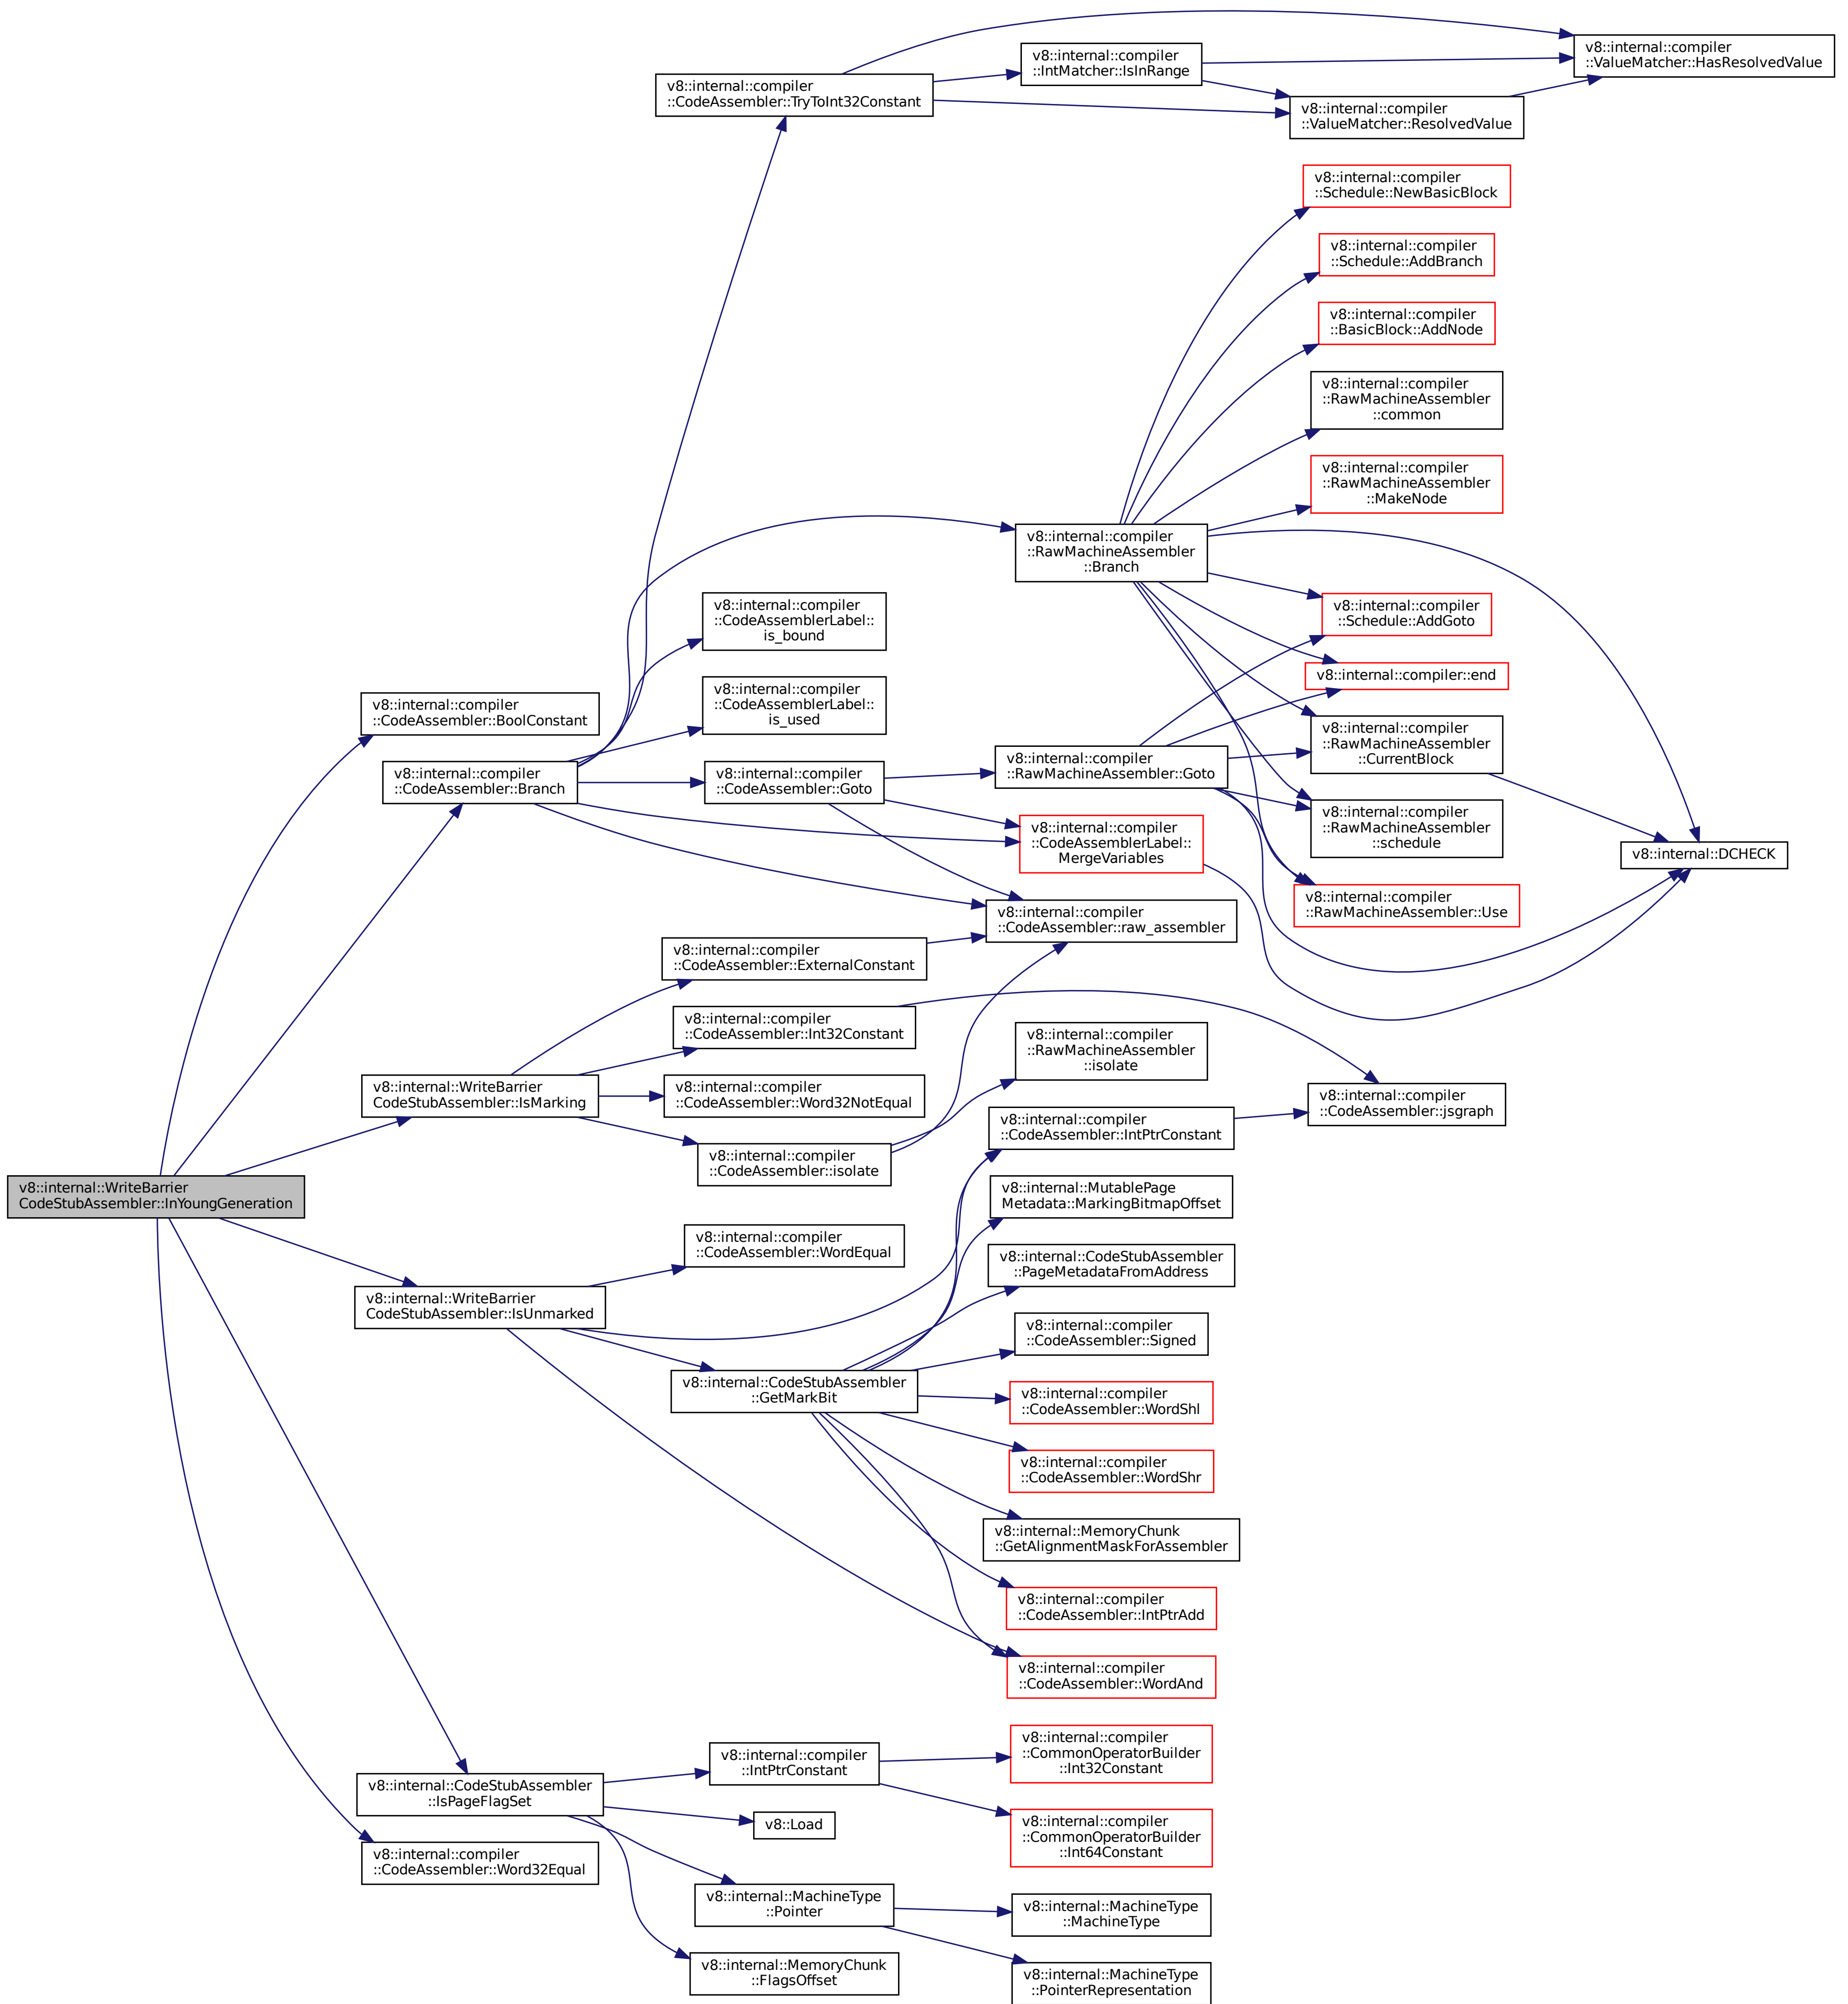 v8::internal::WriteBarrier
CodeStubAssembler::InYoungGeneration
v8::internal::compiler
::CodeAssembler::BoolConstant
v8::internal::compiler
::CodeAssembler::Branch
v8::internal::WriteBarrier
CodeStubAssembler::IsMarking
v8::internal::WriteBarrier
CodeStubAssembler::IsUnmarked
v8::internal::CodeStubAssembler
::IsPageFlagSet
v8::internal::compiler
::CodeAssembler::Word32Equal
v8::internal::compiler
::CodeAssembler::TryToInt32Constant
v8::internal::compiler
::CodeAssemblerLabel::
is_bound
v8::internal::compiler
::CodeAssemblerLabel::
is_used
v8::internal::compiler
::CodeAssembler::Goto
v8::internal::compiler
::CodeAssembler::ExternalConstant
v8::internal::compiler
::CodeAssembler::Int32Constant
v8::internal::compiler
::CodeAssembler::Word32NotEqual
v8::internal::compiler
::CodeAssembler::isolate
v8::internal::compiler
::CodeAssembler::WordEqual
v8::internal::CodeStubAssembler
::GetMarkBit
v8::internal::compiler
::IntPtrConstant
v8::Load
v8::internal::MachineType
::Pointer
v8::internal::MemoryChunk
::FlagsOffset
v8::internal::compiler
::IntMatcher::IsInRange
v8::internal::compiler
::RawMachineAssembler
::Branch
v8::internal::compiler
::RawMachineAssembler::Goto
v8::internal::compiler
::CodeAssemblerLabel::
MergeVariables
v8::internal::compiler
::CodeAssembler::raw_assembler
v8::internal::compiler
::RawMachineAssembler
::isolate
v8::internal::compiler
::CodeAssembler::IntPtrConstant
v8::internal::MutablePage
Metadata::MarkingBitmapOffset
v8::internal::CodeStubAssembler
::PageMetadataFromAddress
v8::internal::compiler
::CodeAssembler::Signed
v8::internal::compiler
::CodeAssembler::WordShl
v8::internal::compiler
::CodeAssembler::WordShr
v8::internal::MemoryChunk
::GetAlignmentMaskForAssembler
v8::internal::compiler
::CodeAssembler::IntPtrAdd
v8::internal::compiler
::CodeAssembler::WordAnd
v8::internal::compiler
::CommonOperatorBuilder
::Int32Constant
v8::internal::compiler
::CommonOperatorBuilder
::Int64Constant
v8::internal::MachineType
::MachineType
v8::internal::MachineType
::PointerRepresentation
v8::internal::compiler
::ValueMatcher::ResolvedValue
v8::internal::compiler
::Schedule::NewBasicBlock
v8::internal::compiler
::Schedule::AddBranch
v8::internal::compiler
::BasicBlock::AddNode
v8::internal::compiler
::RawMachineAssembler
::common
v8::internal::compiler
::RawMachineAssembler
::MakeNode
v8::internal::compiler
::Schedule::AddGoto
v8::internal::compiler::end
v8::internal::compiler
::RawMachineAssembler
::CurrentBlock
v8::internal::compiler
::RawMachineAssembler
::schedule
v8::internal::compiler
::RawMachineAssembler::Use
v8::internal::compiler
::CodeAssembler::jsgraph
v8::internal::compiler
::ValueMatcher::HasResolvedValue
v8::internal::DCHECK